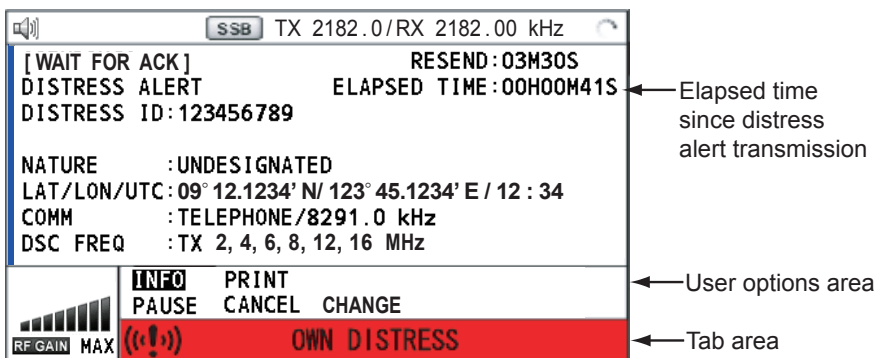 SSB TX 2182.0/RX 2182.00 kHz
[WAIT FOR ACK] RESEND:03M30S
DISTRESS ALERT ELAPSED TIME:00H00M41S
DISTRESS ID:123456789
NATURE :UNDESIGNATED
LAT/LON/UTC:09°12.1234' N/ 123°45.1234' E / 12 : 34
COMM :TELEPHONE/8291.0 kHz
DSC FREQ :TX 2, 4, 6, 8, 12, 16 MHz
INFO PRINT
PAUSE CANCEL CHANGE
RF GAIN MAX
OWN DISTRESS
Elapsed time
since distress
alert transmission
User options area
Tab area